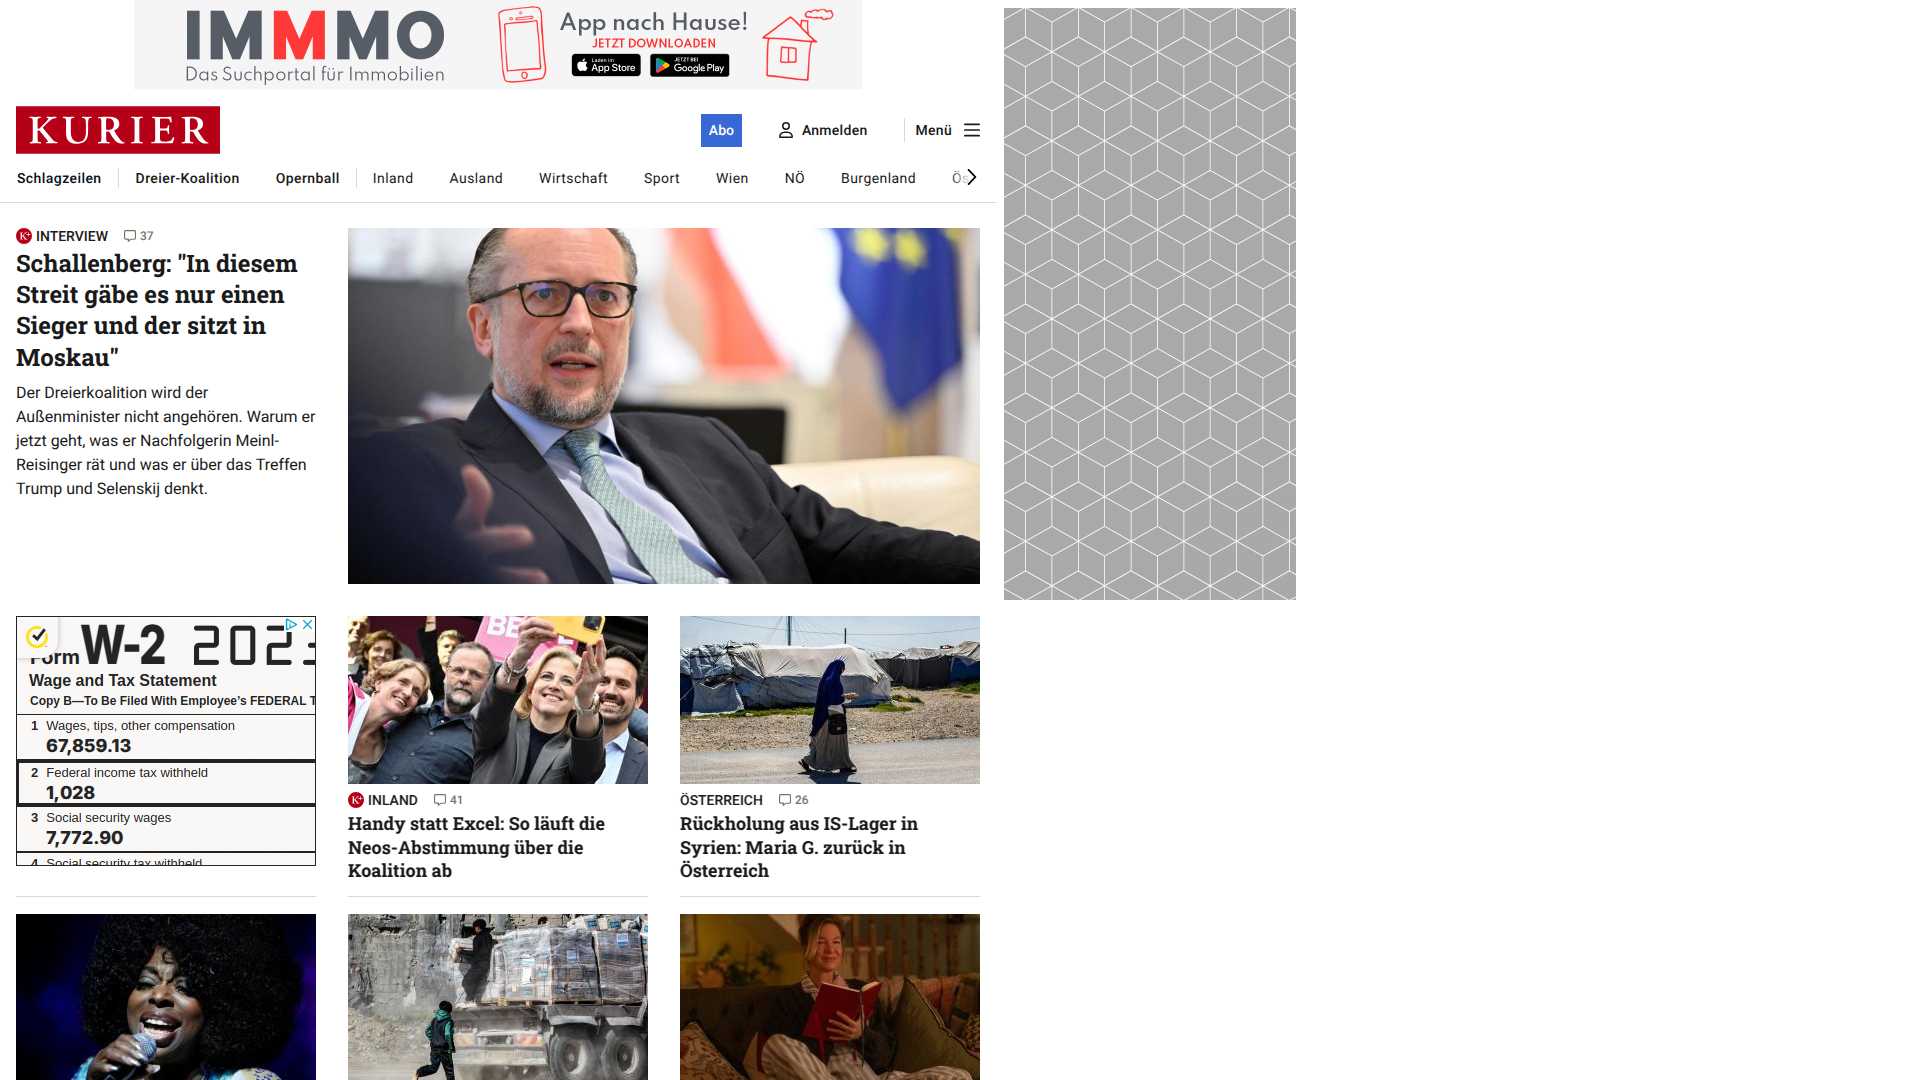 IMMMO
Das Suchportal für Immobilien
App nach Hause!
JETZT DOWNLOADEN
Laden im
App Store
JETZT BEI
Google Play
KURIER
Abo
Anmelden
Menü
Schlagzeilen
Dreier-Koalition
Opernball
Inland
Ausland
Wirtschaft
Sport
Wien
NÖ
Burgenland
INTERVIEW 37
Schallenberg: "In diesem
Streit gäbe es nur einen
Sieger und der sitzt in
Moskau"
Der Dreierkoalition wird der
Außenminister nicht angehören. Warum er
jetzt geht, was er Nachfolgerin Meinl-
Reisinger rät und was er über das Treffen
Trump und Selenskij denkt.
Form W-2 202
Wage and Tax Statement
Copy B—To Be Filed With Employee's FEDERAL T
1 Wages, tips, other compensation
67,859.13
2 Federal income tax withheld
1,028
3 Social security wages
7,772.90
4 Social security tax withheld
BE
K+ INLAND 41
Handy statt Excel: So läuft die
Neos-Abstimmung über die
Koalition ab
ÖSTERREICH 26
Rückholung aus IS-Lager in
Syrien: Maria G. zurück in
Österreich